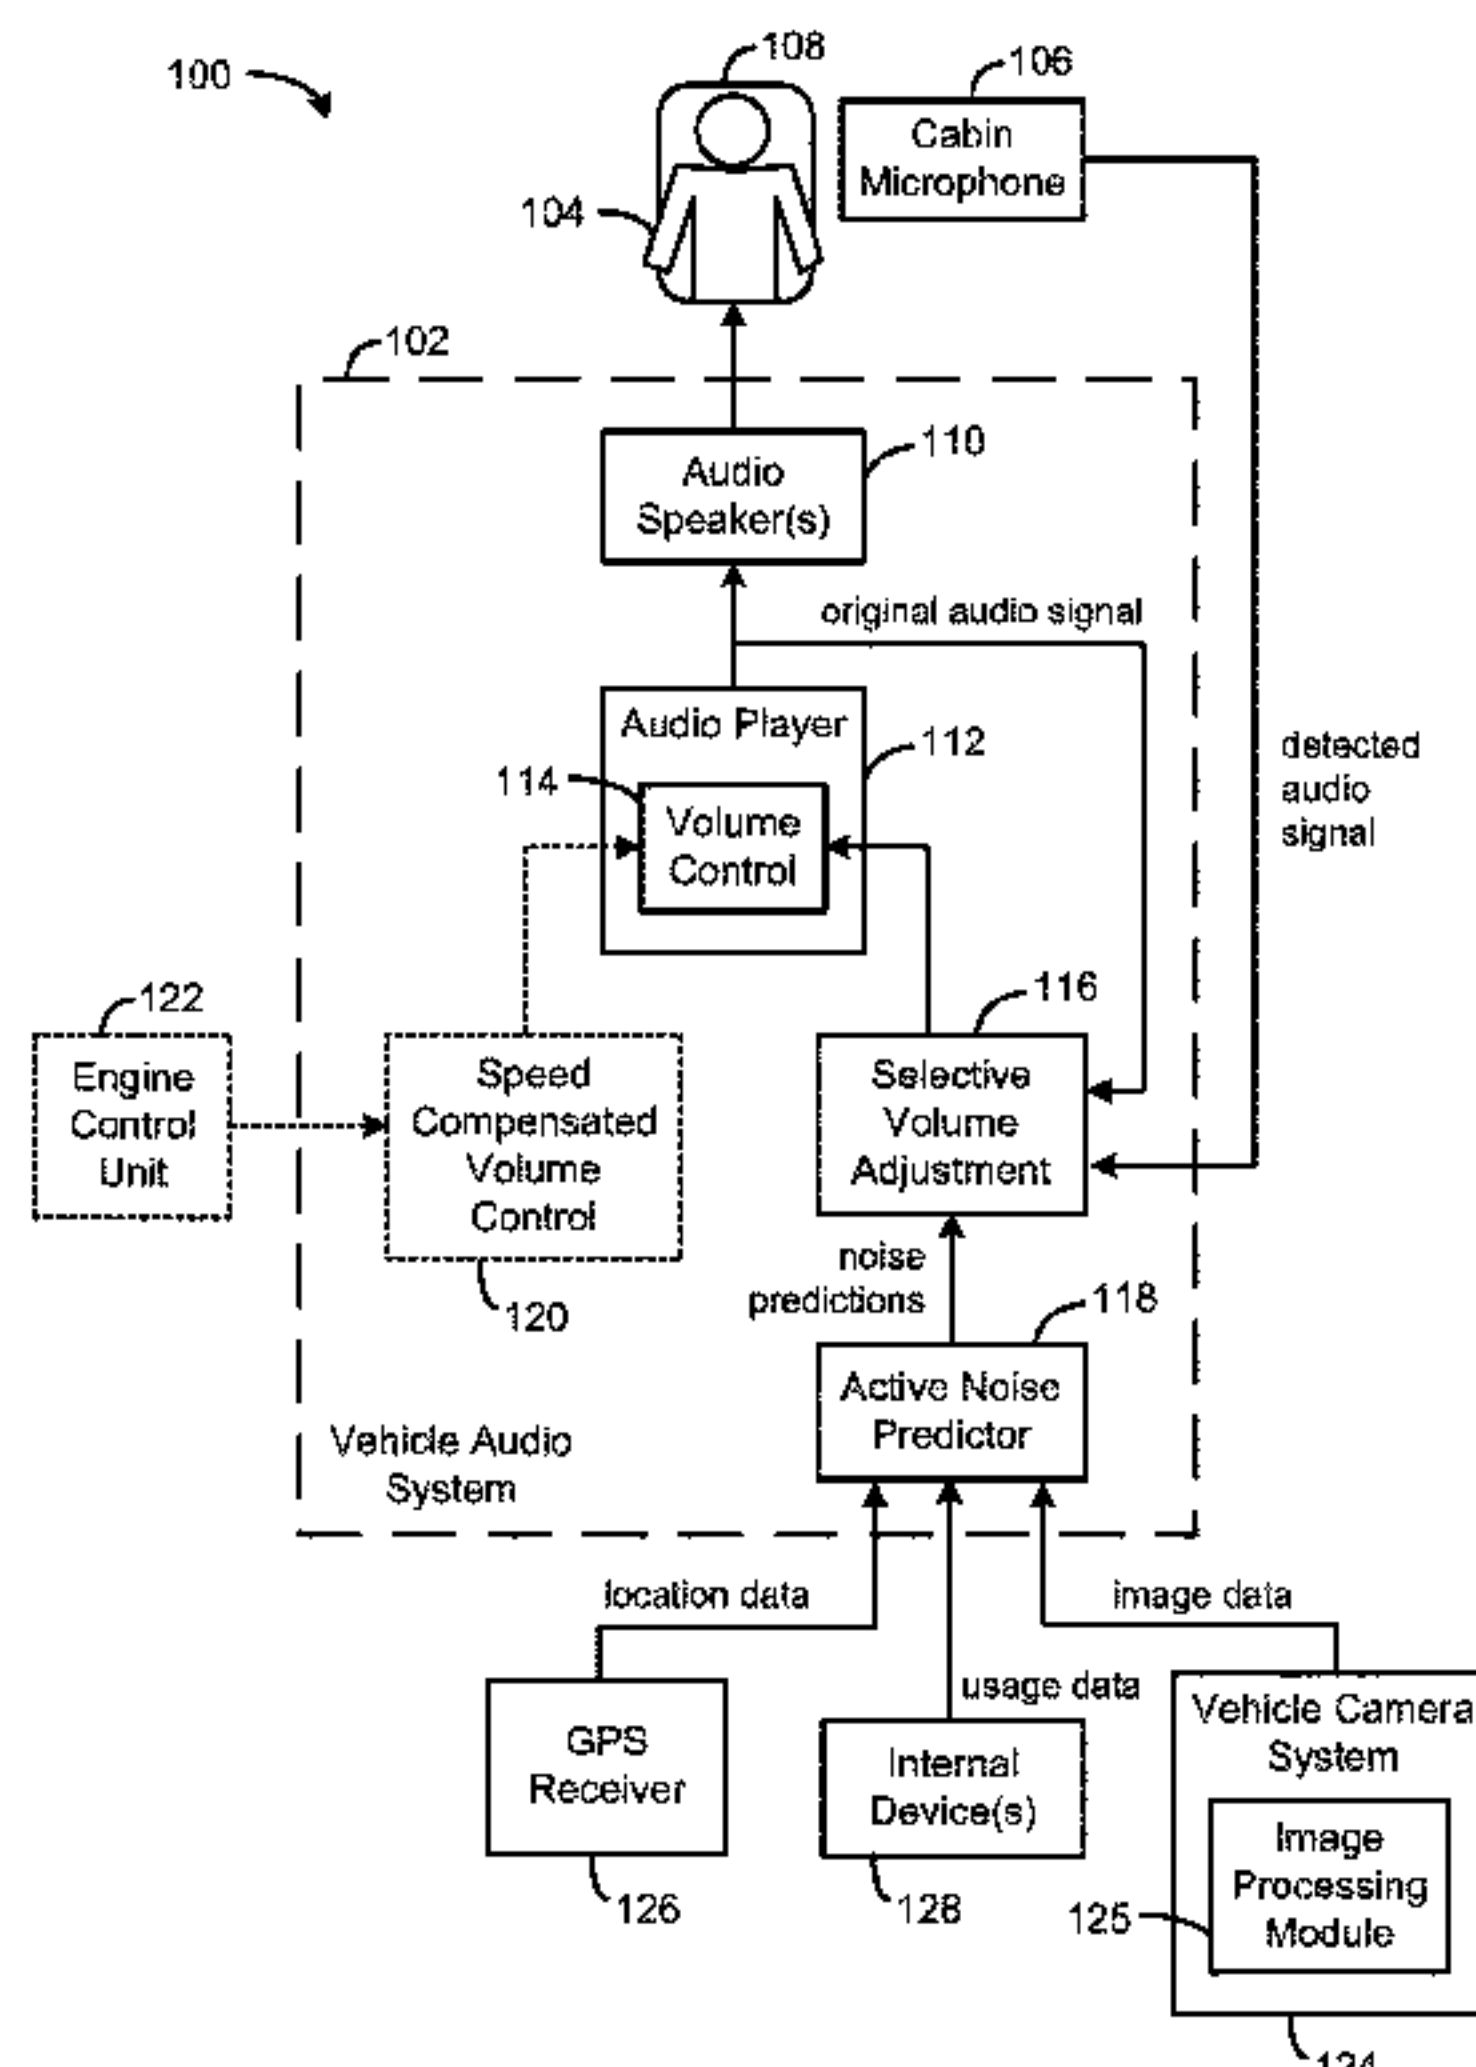 100
108
106
Cabin
Microphone
104
102
110
Audio
Speaker(s)
original audio signal
Audio Player
112
114
Volume
Control
detected
audio
signal
122
116
Engine
Control
Unit
Speed
Compensated
Volume
Control
Selective
Volume
Adjustment
120
noise
predictions
118
Active Noise
Predictor
Vehicle Audio
System
location data
image data
usage data
GPS
Receiver
Internal
Device(s)
Vehicle Camera
System
Image
Processing
Module
126
128
125
124